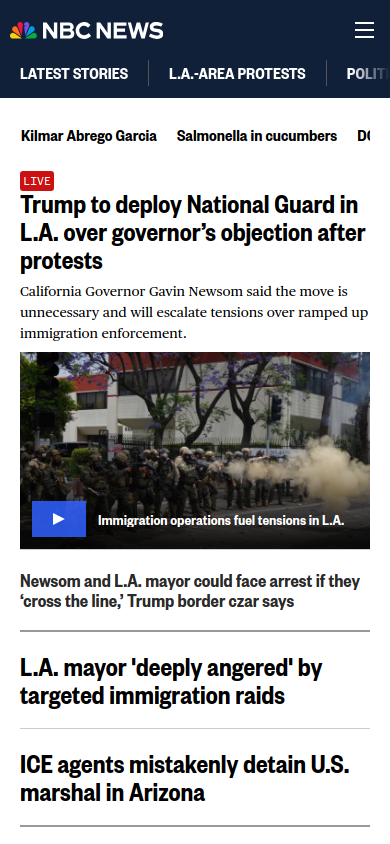 NBC NEWS
LATEST STORIES
L.A.-AREA PROTESTS
Kilmar Abrego Garcia
Salmonella in cucumbers
LIVE
Trump to deploy National Guard in
L.A. over governor’s objection after
protests
California Governor Gavin Newsom said the move is
unnecessary and will escalate tensions over ramped up
immigration enforcement.
Immigration operations fuel tensions in L.A.
Newsom and L.A. mayor could face arrest if they
‘cross the line,’ Trump border czar says
L.A. mayor 'deeply angered' by
targeted immigration raids
ICE agents mistakenly detain U.S.
marshal in Arizona